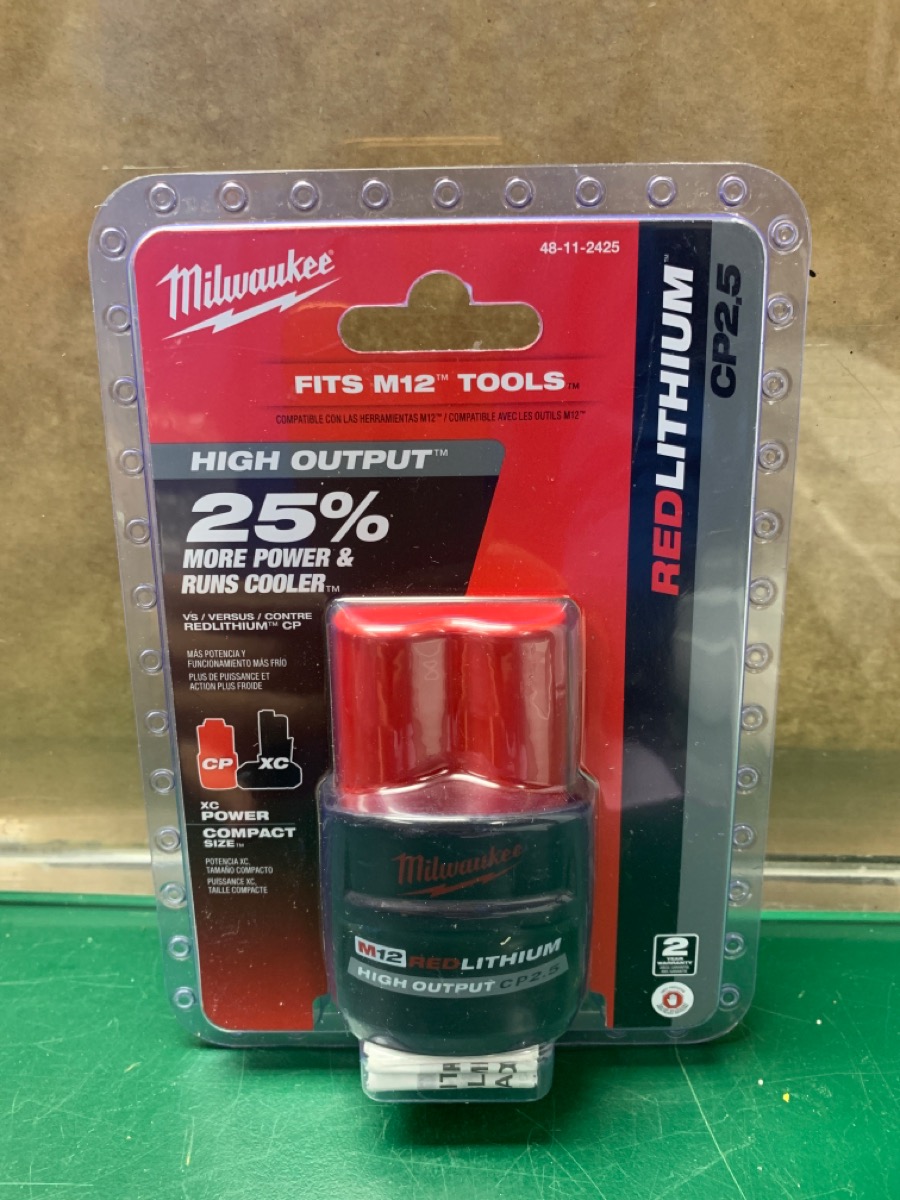 48-11-2425
Milwaukee
FITS M12™ TOOLS™
COMPATIBLE CON LAS HERRAMIENTAS M12™ / COMPATIBLE AVEC LES OUTILS M12™
REDLITHIUM™
CP2.5
HIGH OUTPUT™
25%
MORE POWER &
RUNS COOLER™
VS / VERSUS / CONTRE
REDLITHIUM™ CP
MÁS POTENCIA Y
FUNCIONAMIENTO MÁS FRÍO
PLUS DE PUISSANCE ET
ACTION PLUS FROIDE
CP
XC
XC
POWER
COMPACT
SIZE™
POTENCIA XC,
TAMAÑO COMPACTO
PUISSANCE XC,
TAILLE COMPACTE
Milwaukee
M12 REDLITHIUM
HIGH OUTPUT CP2.5
2
YEAR
WARRANTY